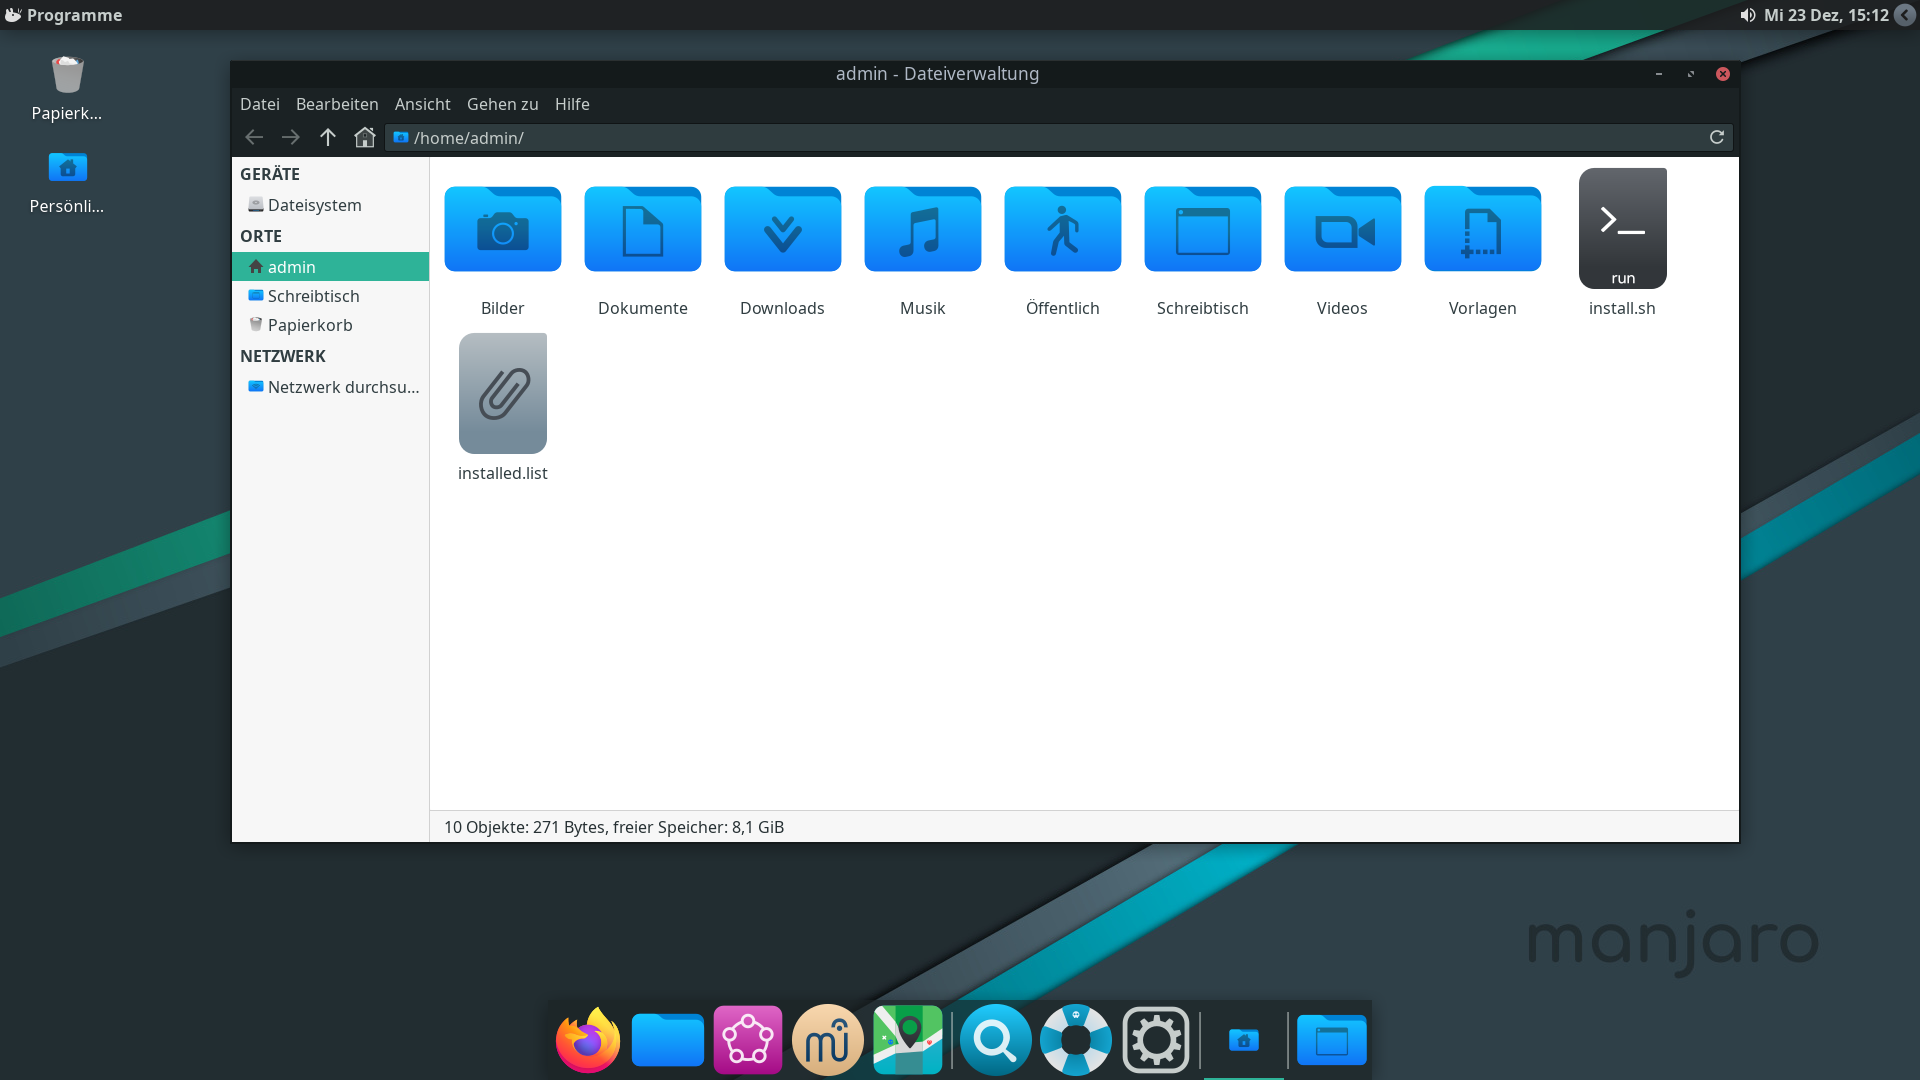 Programme
Mi 23 Dez, 15:12
Papierk...
Persönli...
admin - Dateiverwaltung
Datei Bearbeiten Ansicht Gehen zu Hilfe
/home/admin/
GERÄTE
Dateisystem
ORTE
admin
Schreibtisch
Papierkorb
NETZWERK
Netzwerk durchsu...
run
Bilder Dokumente Downloads Musik Öffentlich Schreibtisch Videos Vorlagen install.sh
installed.list
10 Objekte: 271 Bytes, freier Speicher: 8,1 GiB
manjaro
mi